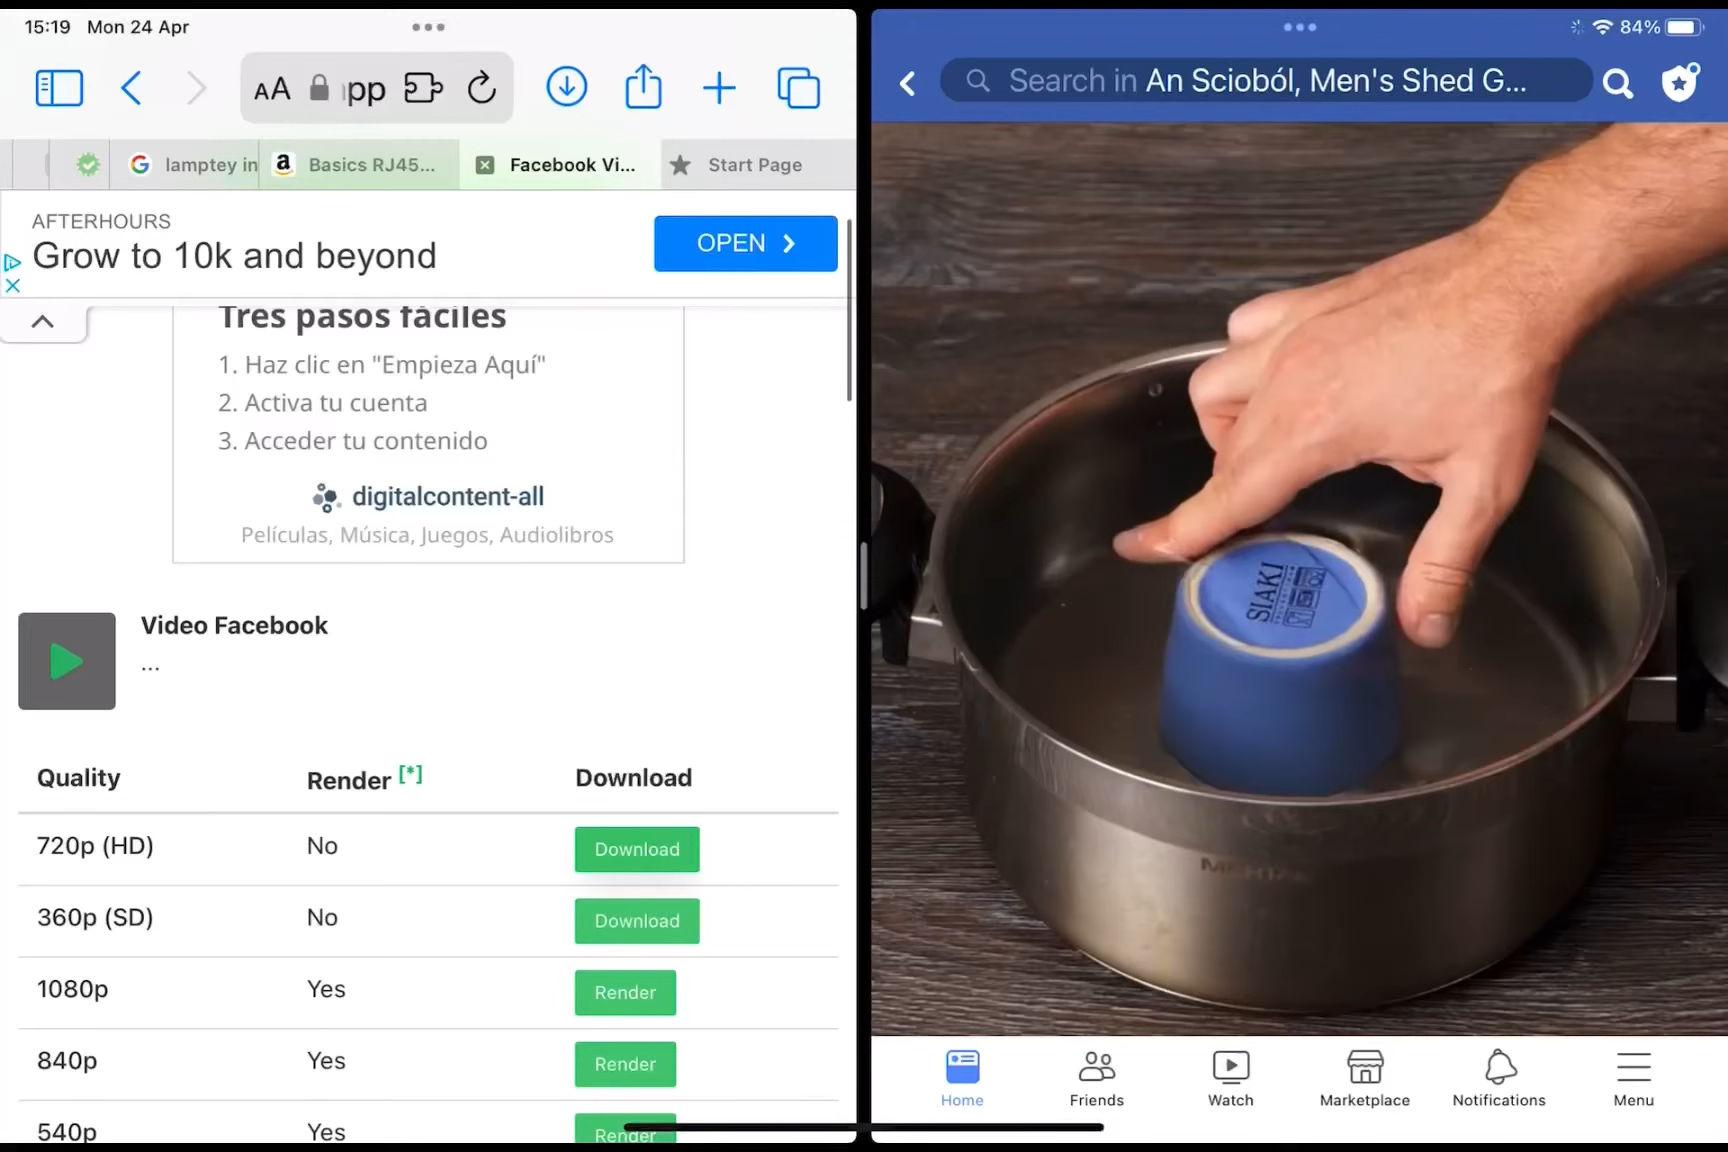 15:19 Mon 24 Apr
AA pp
lamptey in
Basics RJ45...
Facebook Vi...
Start Page
AFTERHOURS
Grow to 10k and beyond
OPEN
Tres pasos fáciles
1. Haz clic en "Empieza Aquí"
2. Activa tu cuenta
3. Acceder tu contenido
digitalcontent-all
Películas, Música, Juegos, Audiolibros
Video Facebook
...
Quality Render [*] Download
720p (HD) No Download
360p (SD) No Download
1080p Yes Render
840p Yes Render
540p Yes Render
84%
Search in An Scioból, Men's Shed G...
SIAKI
Home Friends Watch Marketplace Notifications Menu